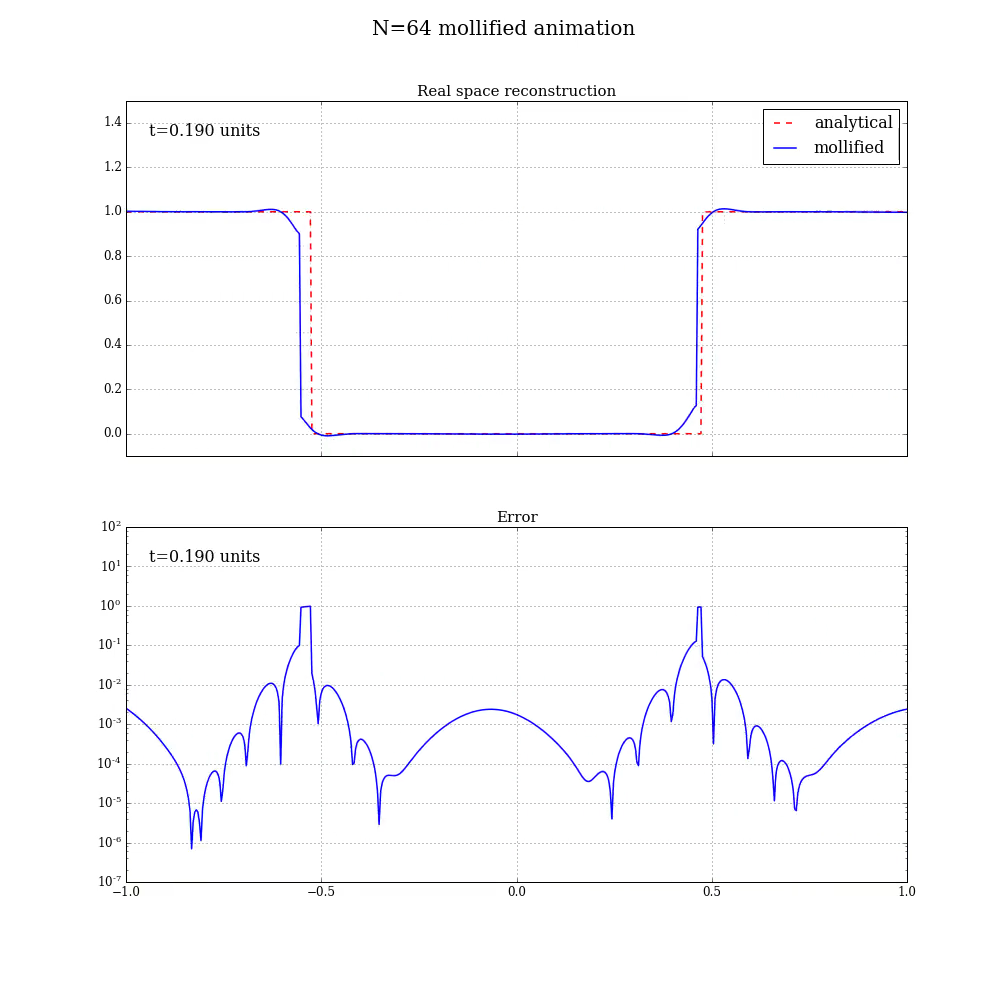 N=64 mollified animation
Real space reconstruction
t=0.190 units
analytical
mollified
1.4
1.2
1.0
0.8
0.6
0.4
0.2
0.0
Error
t=0.190 units
10²
10¹
10⁰
10⁻¹
10⁻²
10⁻³
10⁻⁴
10⁻⁵
10⁻⁶
10⁻⁷
−1.0 −0.5 0.0 0.5 1.0